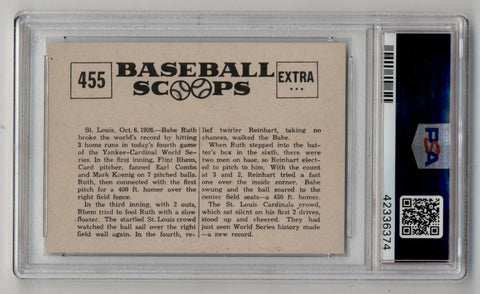 455
BASEBALL
SCOOPS
EXTRA
...
St. Louis, Oct. 6, 1926.—Babe Ruth
broke the world's record by hitting
3 home runs in today's fourth game
of the Yankee-Cardinal World Se-
ries. In the first inning, Flint Rhem,
Card pitcher, fanned Earl Combs
and Mark Koenig on 7 pitched balls.
Ruth, then connected with the first
pitch for a 400 ft. homer over the
right field fence.
In the third inning, with 2 outs,
Rhem tried to fool Ruth with a slow
one. The startled St. Louis crowd
watched the ball sail over the right
field wall again. In the fourth, re-
lief twirler Reinhart, taking no
chances, walked the Babe.
When Ruth stepped into the bat-
ter's box in the sixth, there were
two men on base, so Reinhart elect-
ed to pitch to him. With the count
at 3 and 2, Reinhart tried a fast
one over the inside corner. Babe
swung and the ball soared to the
center field seats—a 450 ft. homer.
The St. Louis Cardinals crowd,
which sat silent on his first 2 drives,
stood up and cheered. They had
just seen World Series history made
—a new record.
PSA
42336374